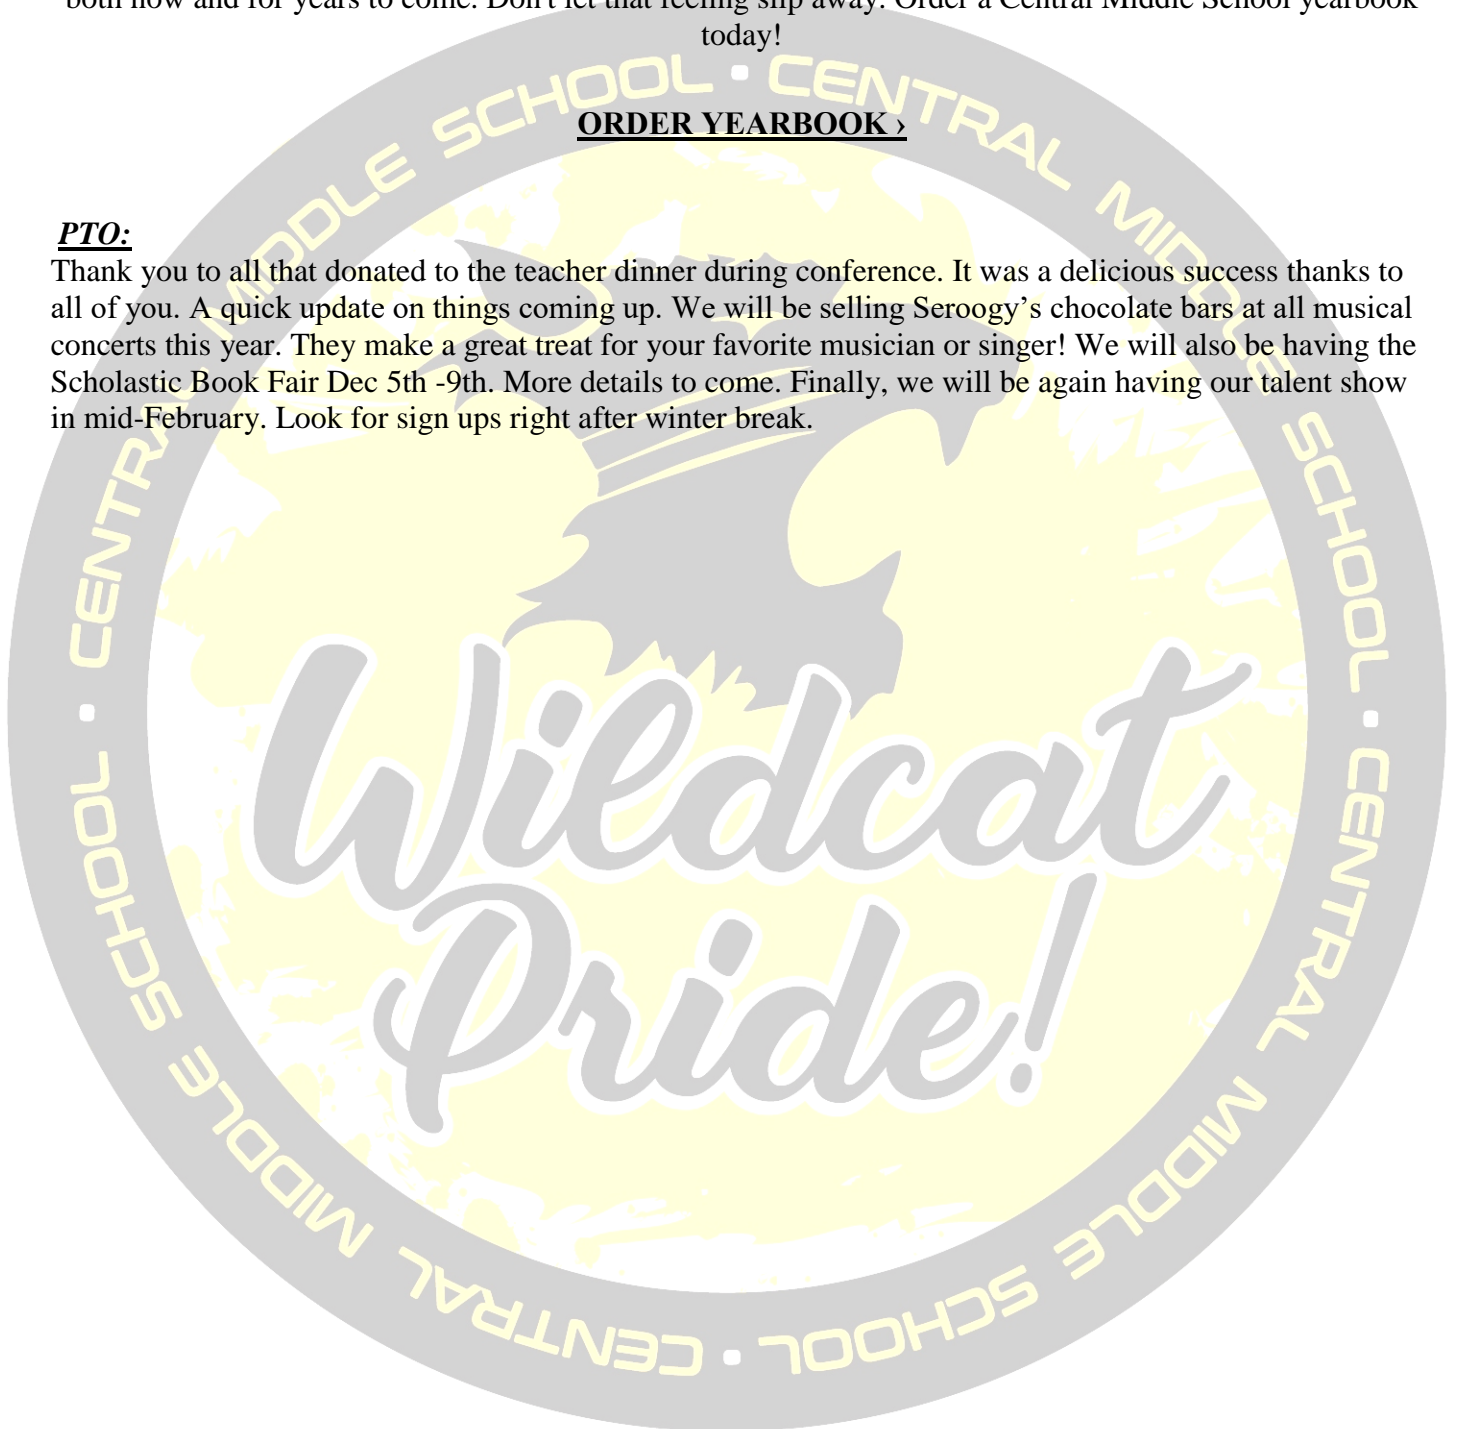 both now and for years to come. Don't let that feeling slip away. Order a Central Middle School yearbook
today!
ORDER YEARBOOK ›
PTO:
Thank you to all that donated to the teacher dinner during conference. It was a delicious success thanks to
all of you. A quick update on things coming up. We will be selling Seroogy’s chocolate bars at all musical
concerts this year. They make a great treat for your favorite musician or singer! We will also be having the
Scholastic Book Fair Dec 5th -9th. More details to come. Finally, we will be again having our talent show
in mid-February. Look for sign ups right after winter break.
CENTRAL MIDDLE SCHOOL • CENTRAL MIDDLE SCHOOL • CENTRAL MIDDLE SCHOOL • CENTRAL MIDDLE SCHOOL •
Wildcat
Pride!